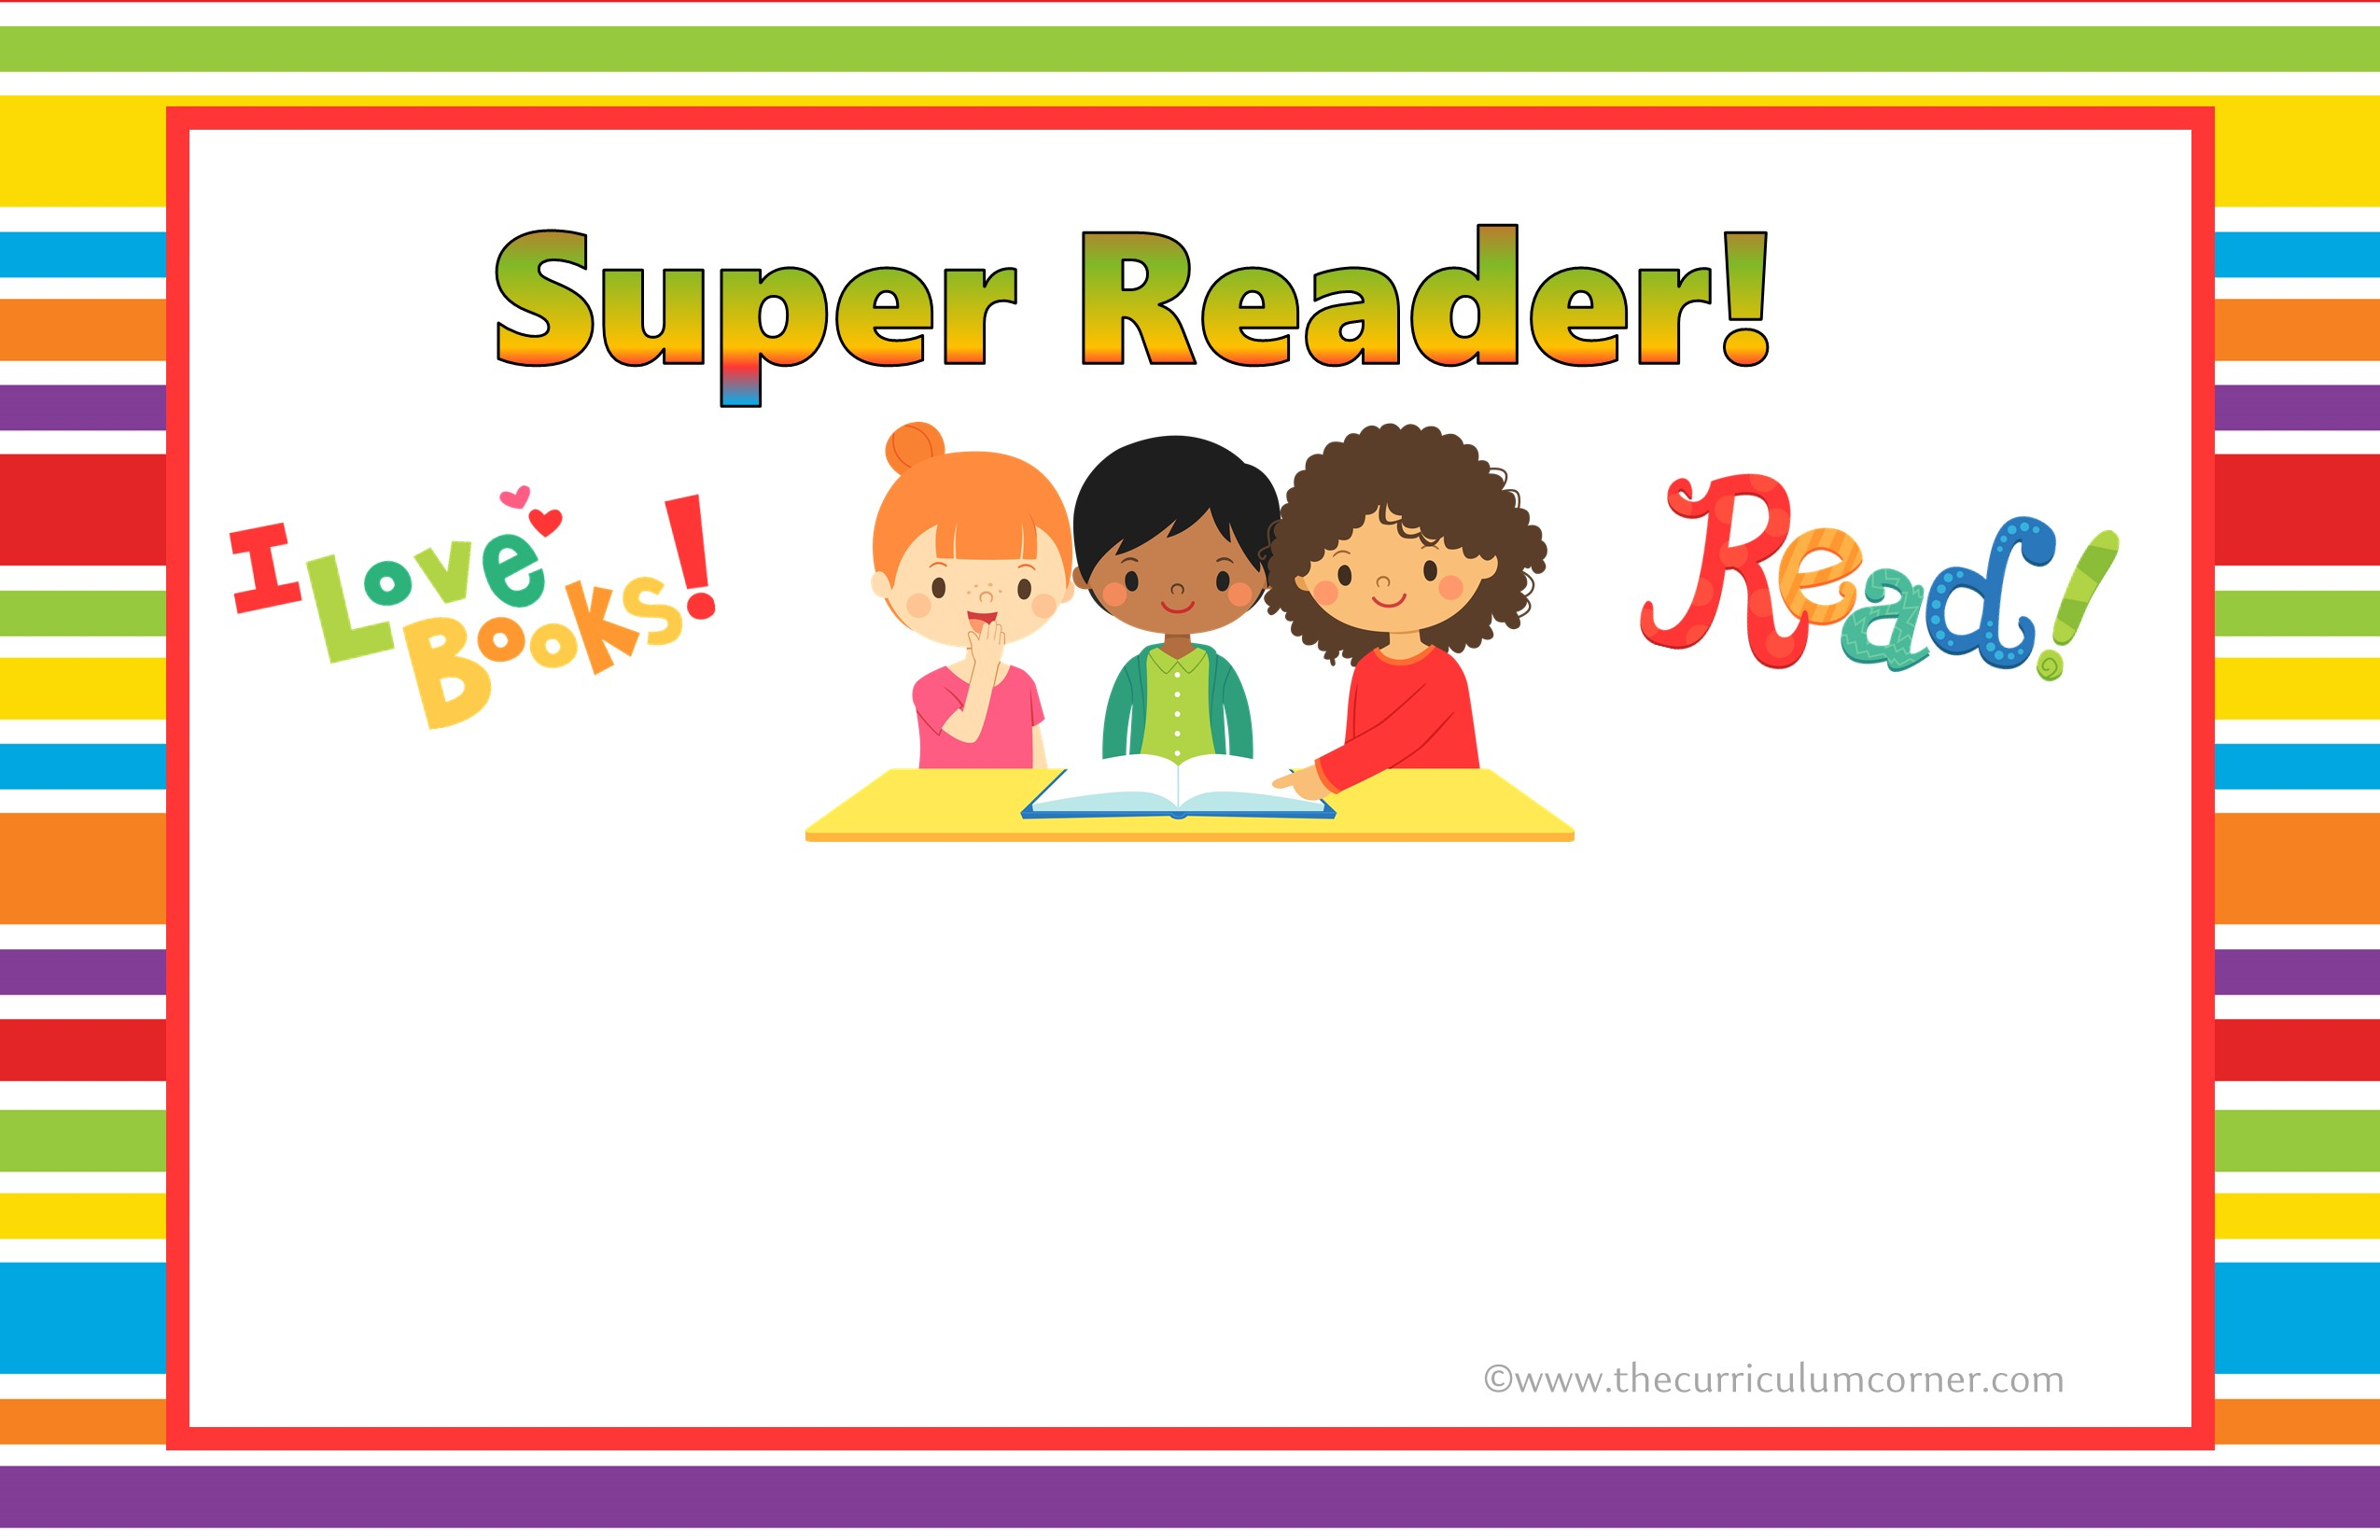 Super Reader!
I Love
Books!
Read!
©www.thecurriculumcorner.com